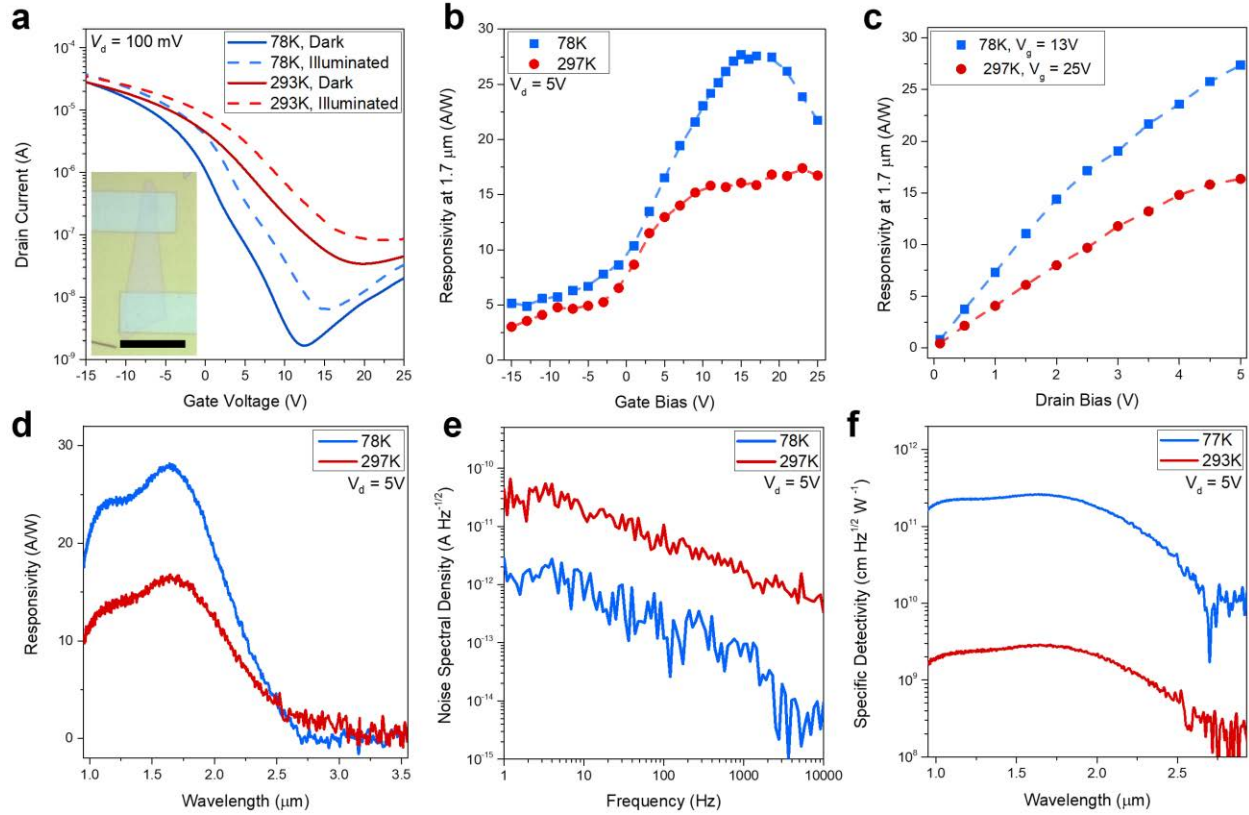 a
V_d = 100 mV
78K, Dark
78K, Illuminated
293K, Dark
293K, Illuminated
10^-4
10^-5
10^-6
10^-7
10^-8
10^-9
Drain Current (A)
-15 -10 -5 0 5 10 15 20 25
Gate Voltage (V)
b
78K
297K
V_d = 5V
30
25
20
15
10
5
0
Responsivity at 1.7 μm (A/W)
-15 -10 -5 0 5 10 15 20 25
Gate Bias (V)
c
78K, V_g = 13V
297K, V_g = 25V
30
25
20
15
10
5
0
Responsivity at 1.7 μm (A/W)
0 1 2 3 4 5
Drain Bias (V)
d
78K
297K
V_d = 5V
30
20
10
0
Responsivity (A/W)
1.0 1.5 2.0 2.5 3.0 3.5
Wavelength (μm)
e
78K
297K
V_d = 5V
10^-10
10^-11
10^-12
10^-13
10^-14
10^-15
Noise Spectral Density (A Hz^-1/2)
1 10 100 1000 10000
Frequency (Hz)
f
77K
293K
V_d = 5V
10^12
10^11
10^10
10^9
10^8
Specific Detectivity (cm Hz^1/2 W^-1)
1.0 1.5 2.0 2.5
Wavelength (μm)